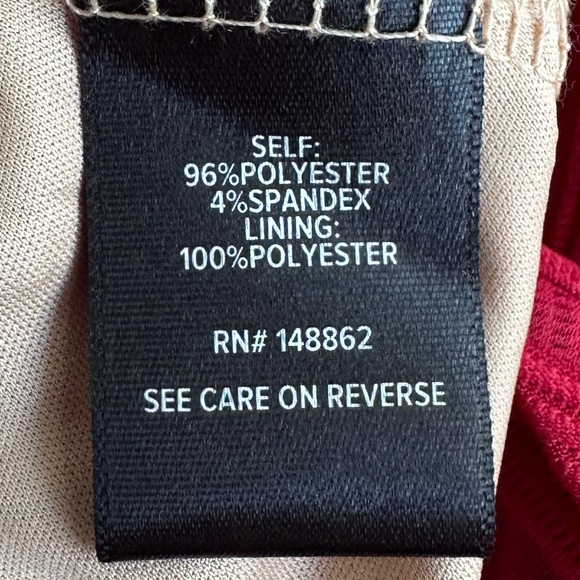 SELF:
96%POLYESTER
4%SPANDEX
LINING:
100%POLYESTER
RN# 148862
SEE CARE ON REVERSE